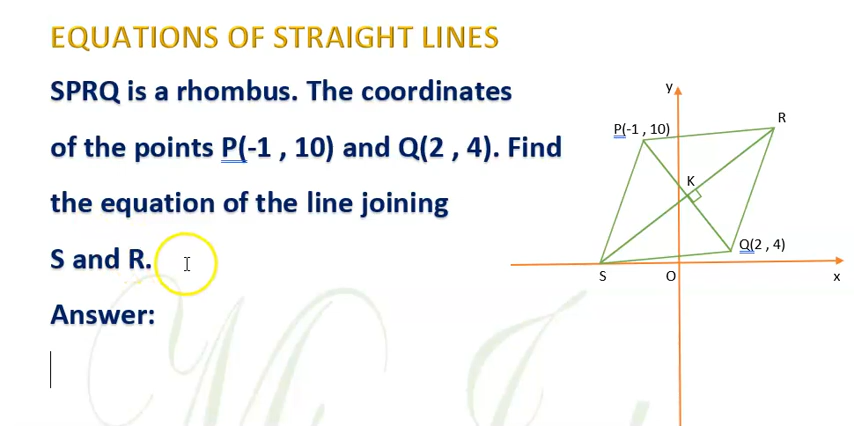 EQUATIONS OF STRAIGHT LINES
SPRQ is a rhombus. The coordinates
of the points P(-1 , 10) and Q(2 , 4). Find
the equation of the line joining
S and R.
Answer:
y
P(-1 , 10)
R
K
Q(2 , 4)
S
O
x